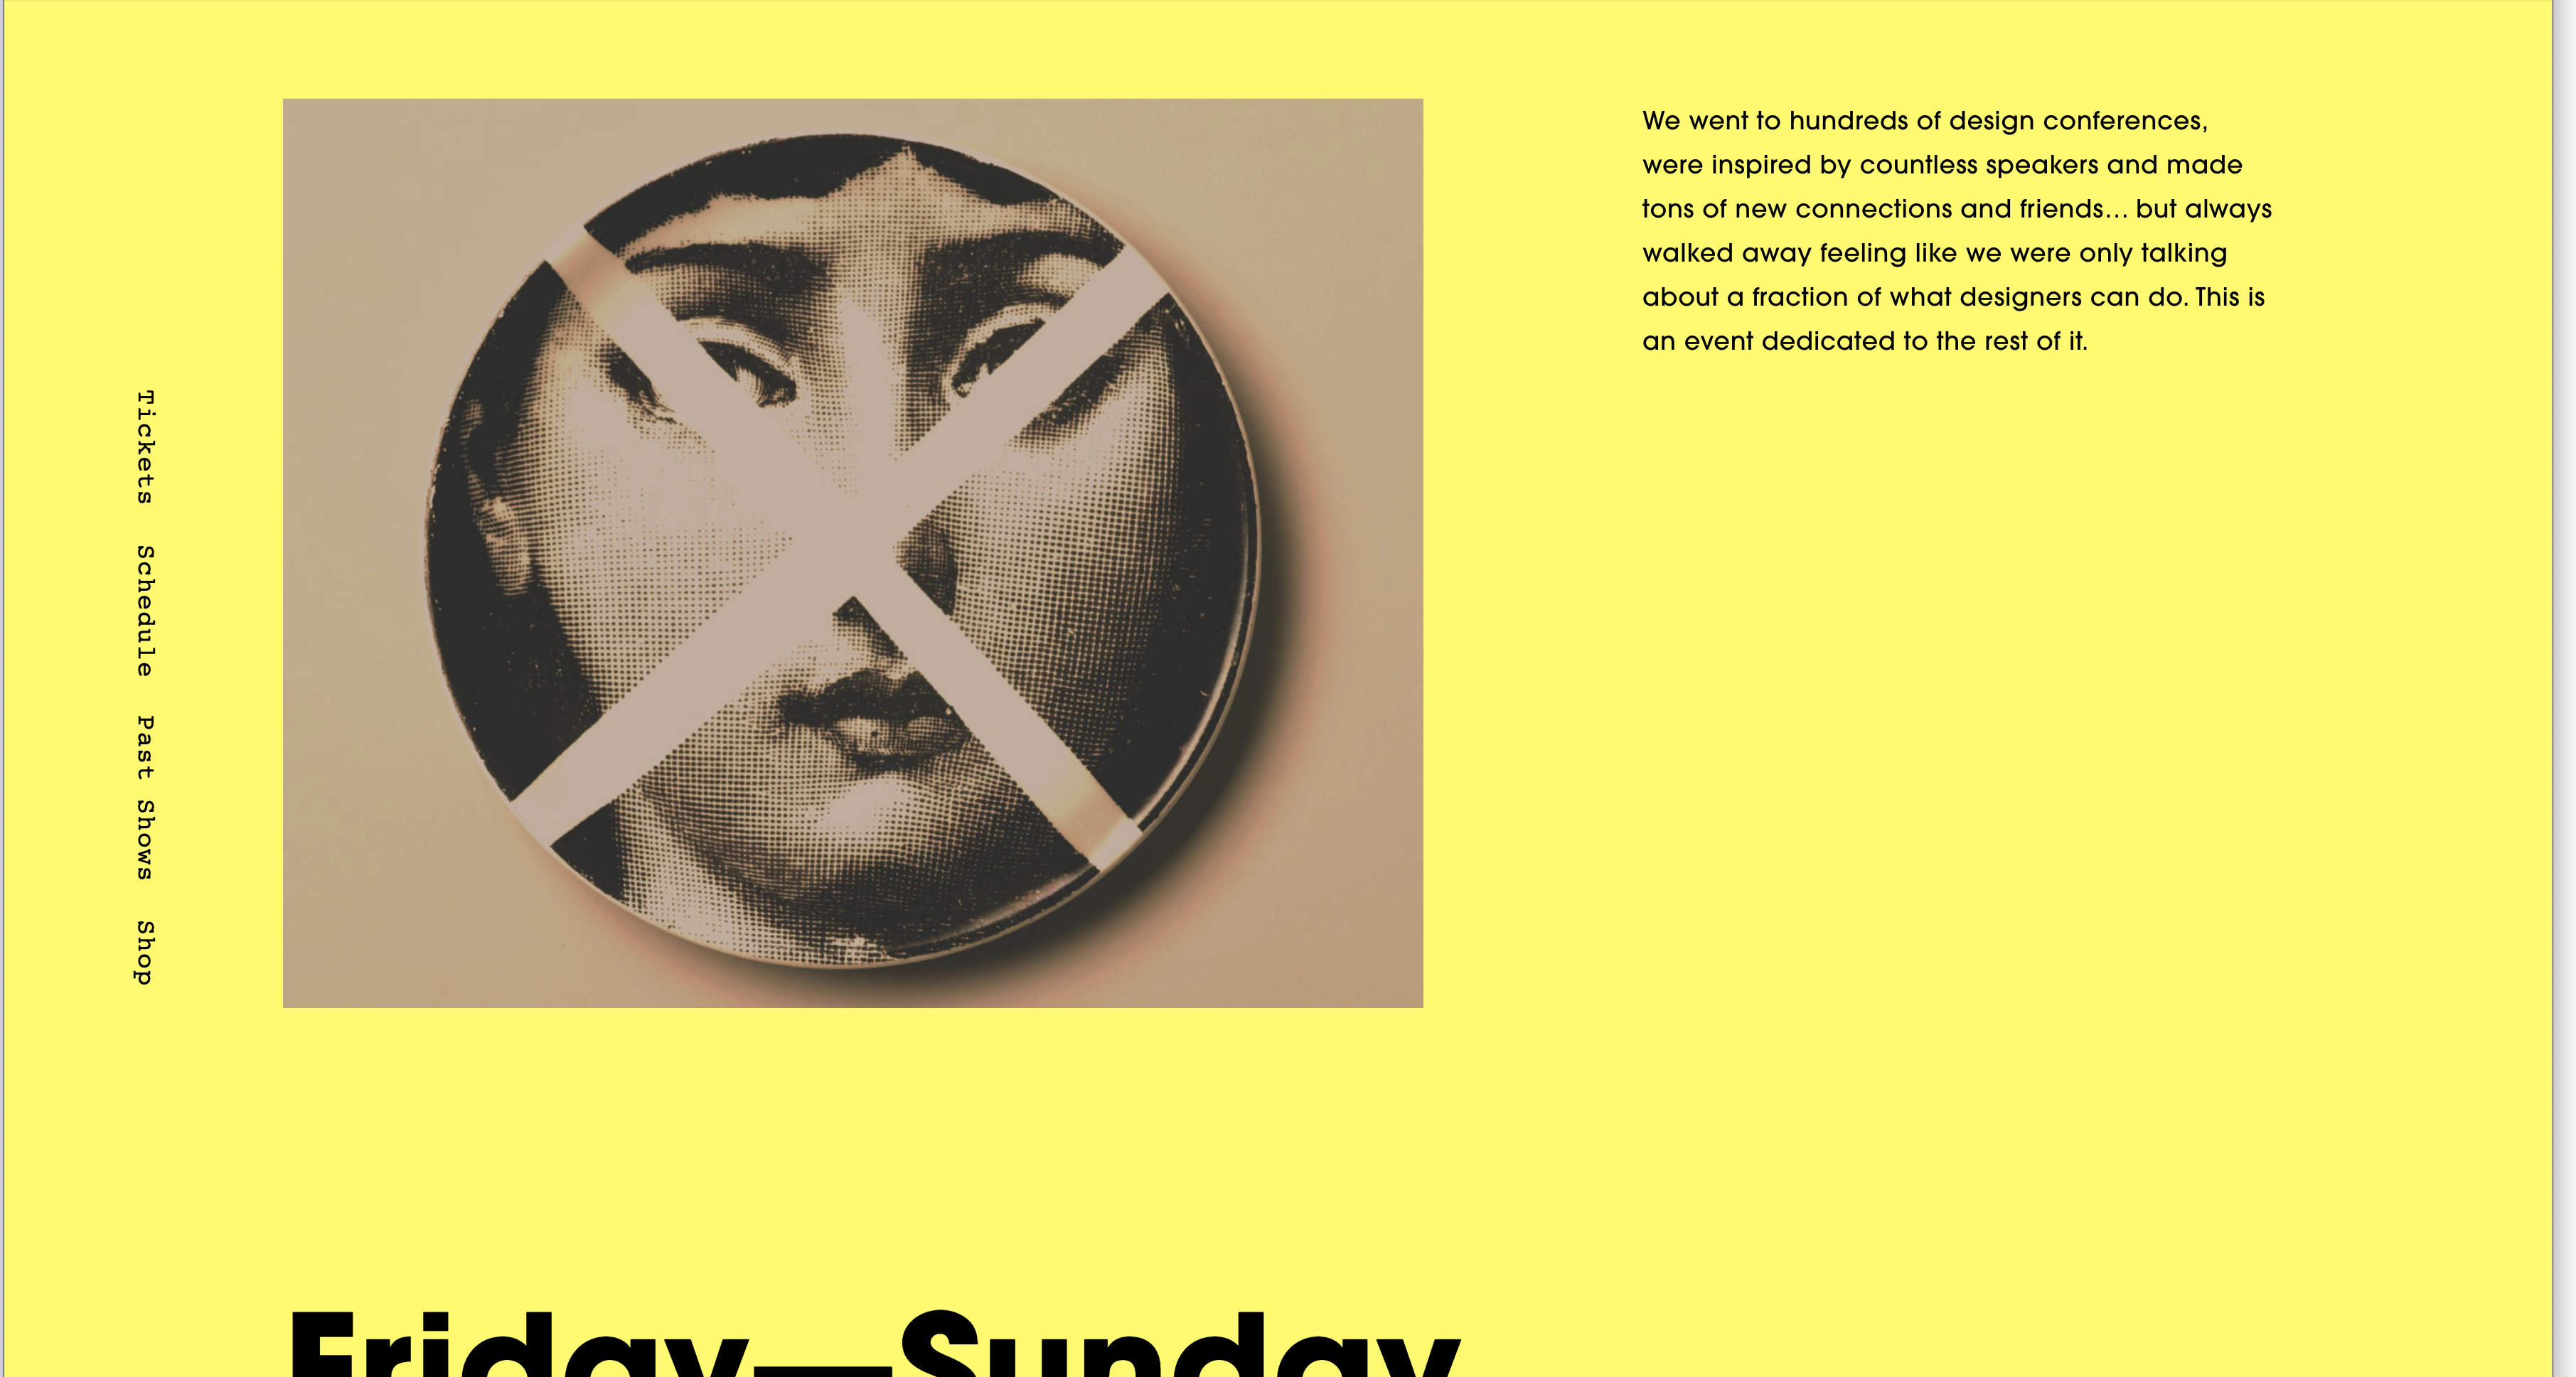 Tickets Schedule Past Shows Shop
We went to hundreds of design conferences,
were inspired by countless speakers and made
tons of new connections and friends... but always
walked away feeling like we were only talking
about a fraction of what designers can do. This is
an event dedicated to the rest of it.
Friday—Sunday